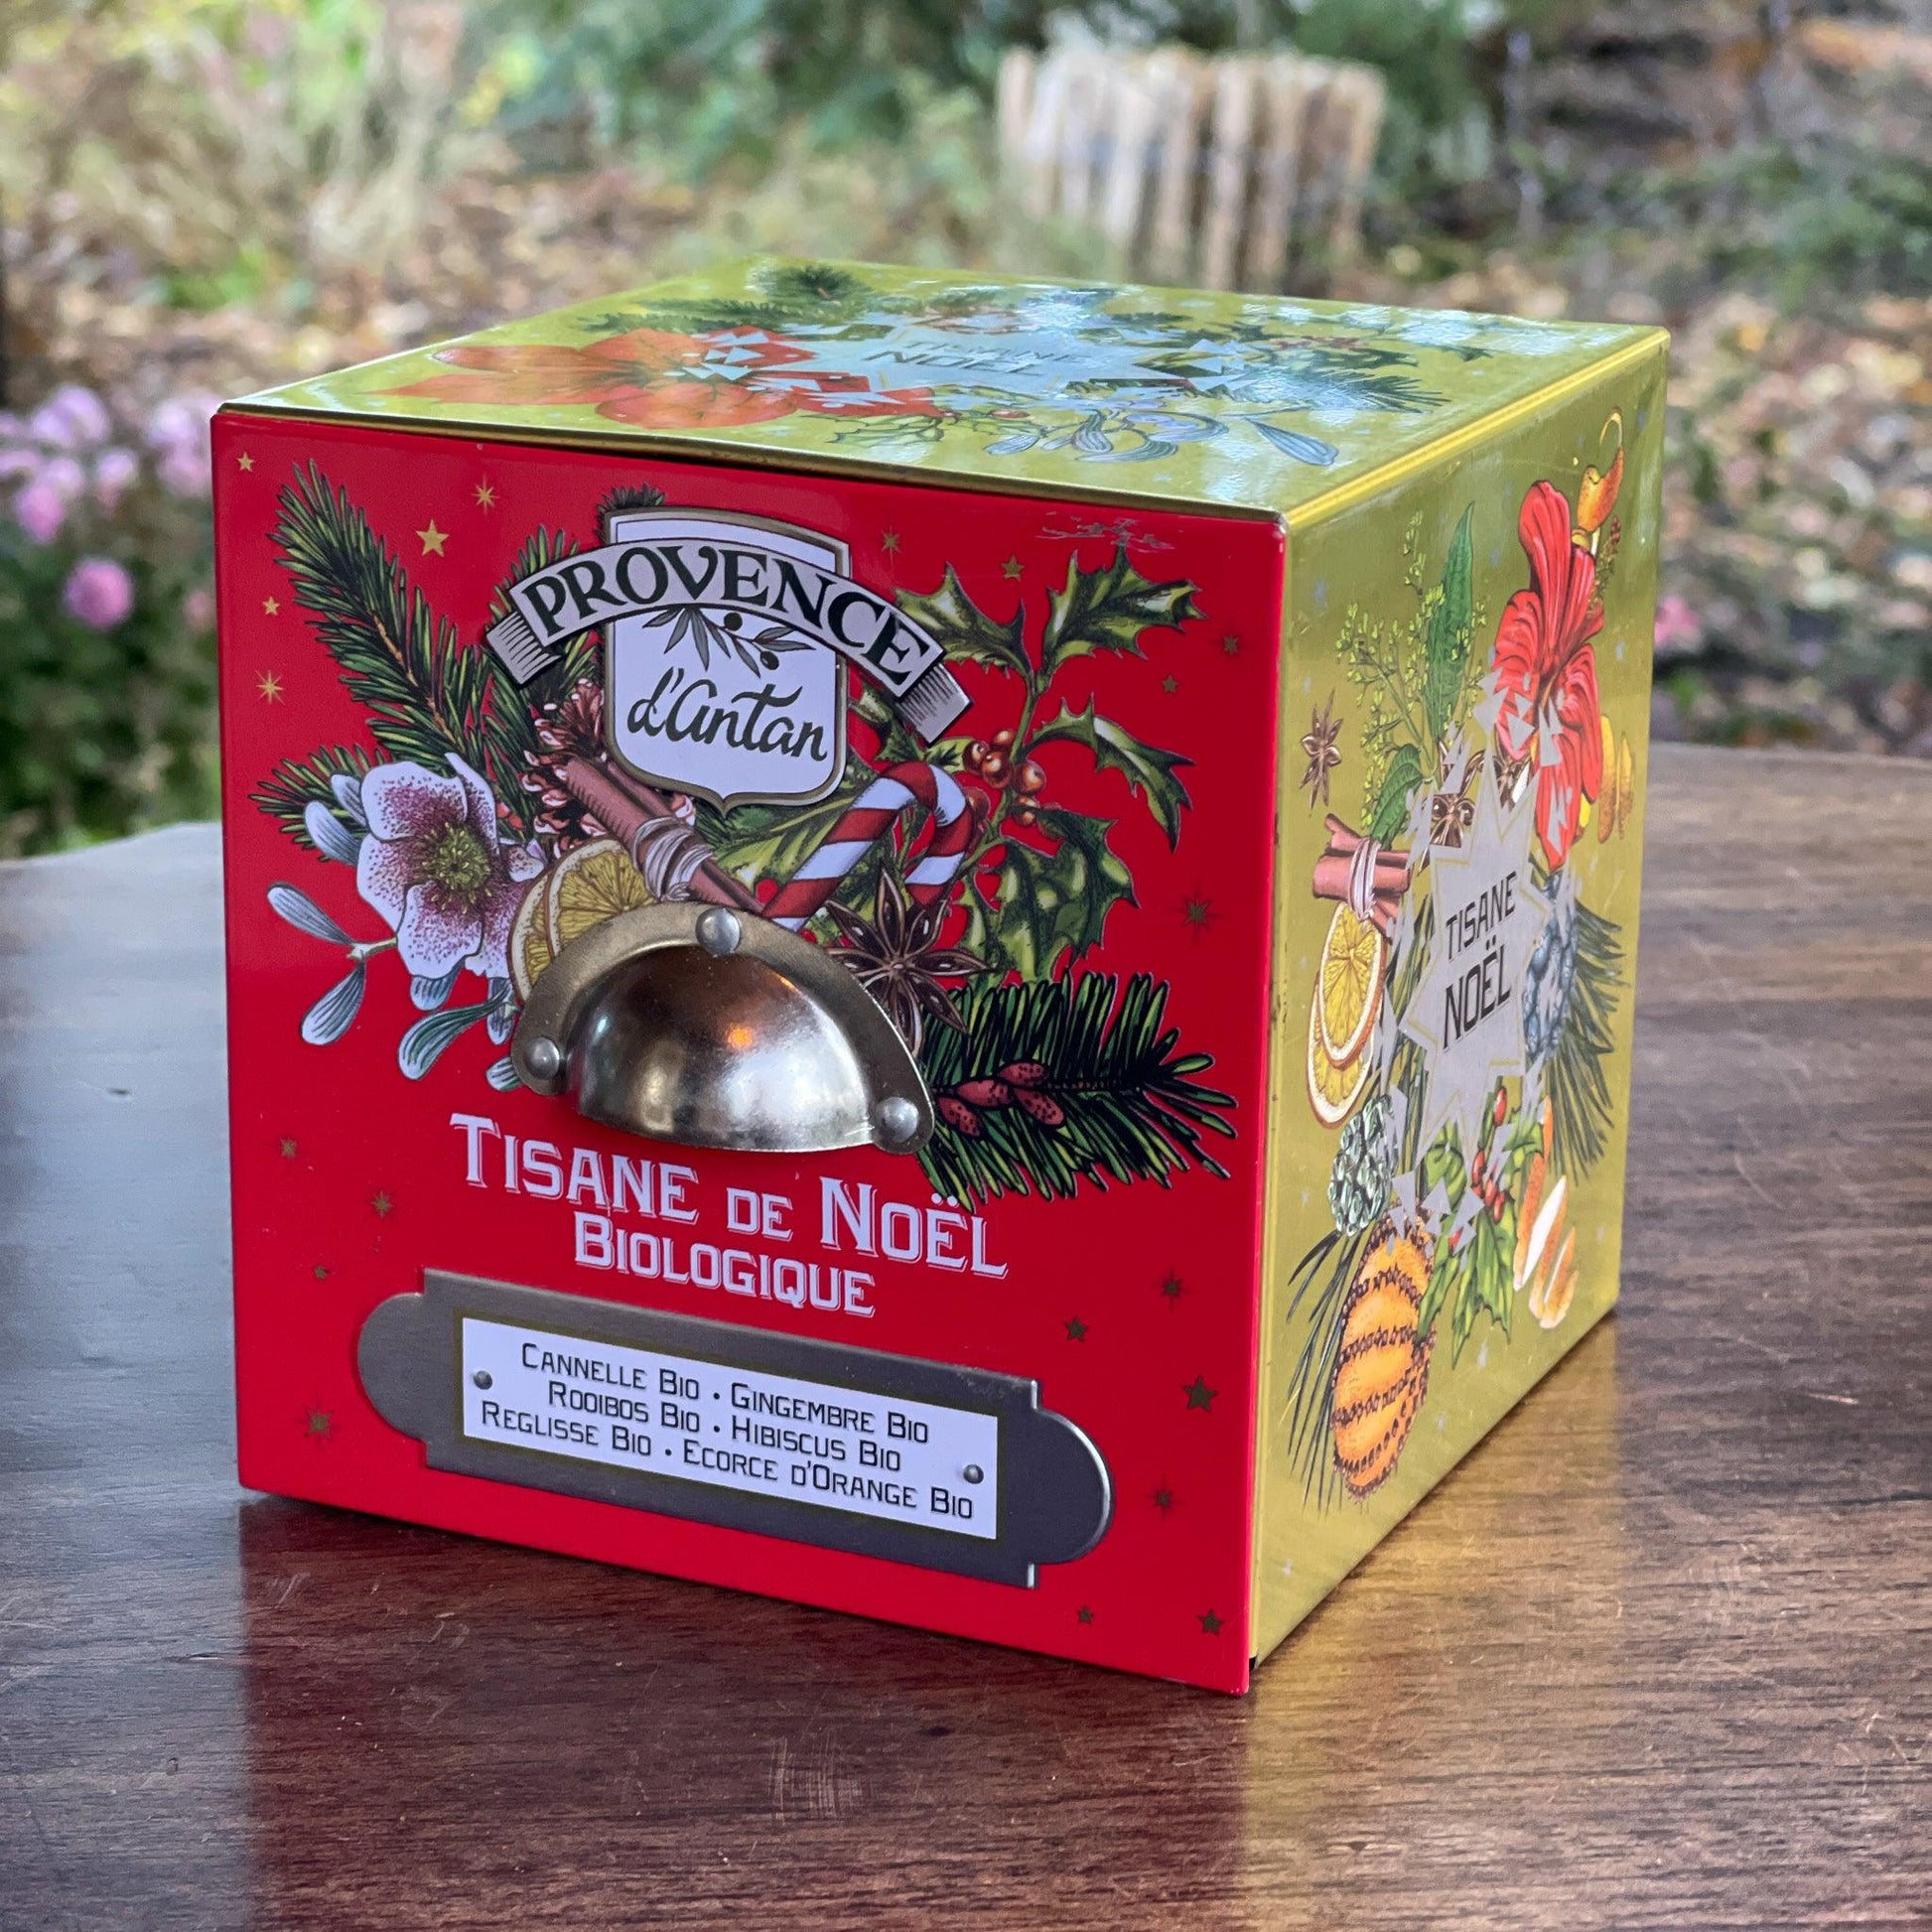 TISANE
NOËL
PROVENCE
d'antan
TISANE DE NOËL
BIOLOGIQUE
CANNELLE BIO • GINGEMBRE BIO
ROOIBOS BIO • HIBISCUS BIO
REGLISSE BIO • ECORCE D'ORANGE BIO
TISANE
NOËL